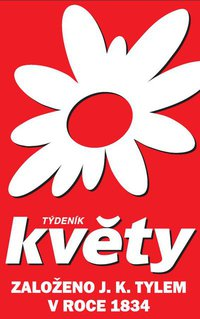 TÝDENÍK
květy
ZALOŽENO J. K. TYLEM
V ROCE 1834